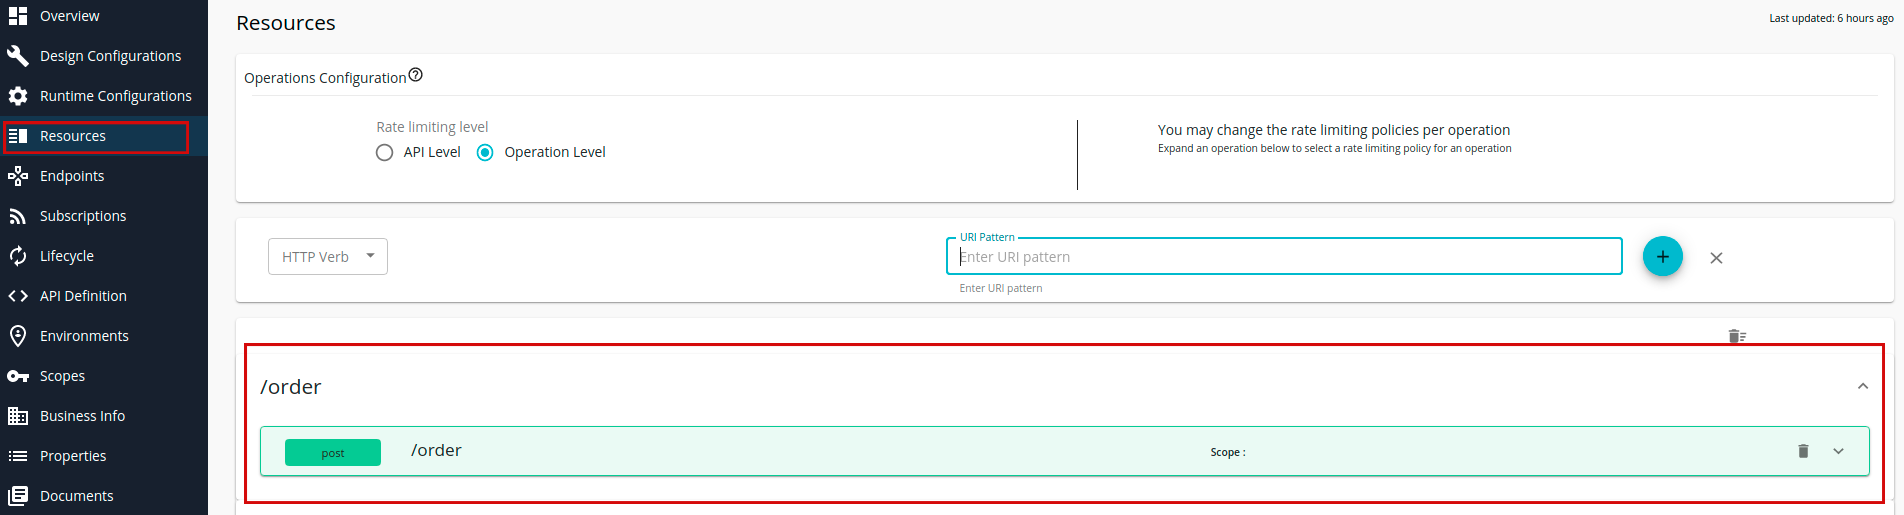 Overview
Design Configurations
Runtime Configurations
Resources
Endpoints
Subscriptions
Lifecycle
API Definition
Environments
Scopes
Business Info
Properties
Documents
Resources
Last updated: 6 hours ago
Operations Configuration
Rate limiting level
API Level
Operation Level
You may change the rate limiting policies per operation
Expand an operation below to select a rate limiting policy for an operation
HTTP Verb
URI Pattern
Enter URI pattern
Enter URI pattern
/order
post
/order
Scope :